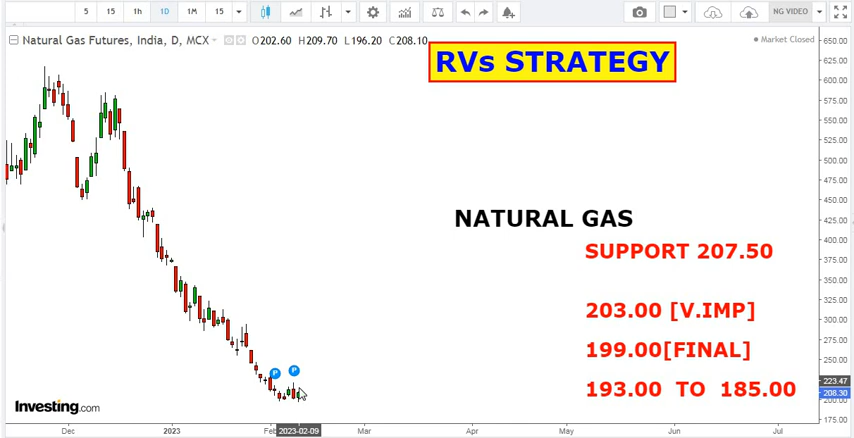 5 15 1h 1D 1M 15
NG VIDEO
Natural Gas Futures, India, D, MCX O202.60 H209.70 L196.20 C208.10
Market Closed
RVs STRATEGY
NATURAL GAS
SUPPORT 207.50
203.00 [V.IMP]
199.00[FINAL]
193.00 TO 185.00
650.00
625.00
600.00
575.00
550.00
525.00
500.00
475.00
450.00
425.00
400.00
375.00
350.00
325.00
300.00
275.00
250.00
223.47
208.30
200.00
175.00
P P
Investing.com
Dec 2023 Feb 2023-02-09 Mar Apr May Jun Jul